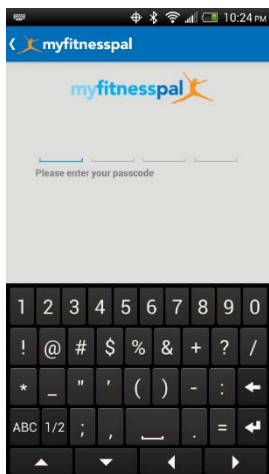 10:24 PM
myfitnesspal
myfitnesspal
Please enter your passcode
1 2 3 4 5 6 7 8 9 0
! @ # $ % & + ? /
* _ " ' ( ) - :
ABC 1/2 ; , . =